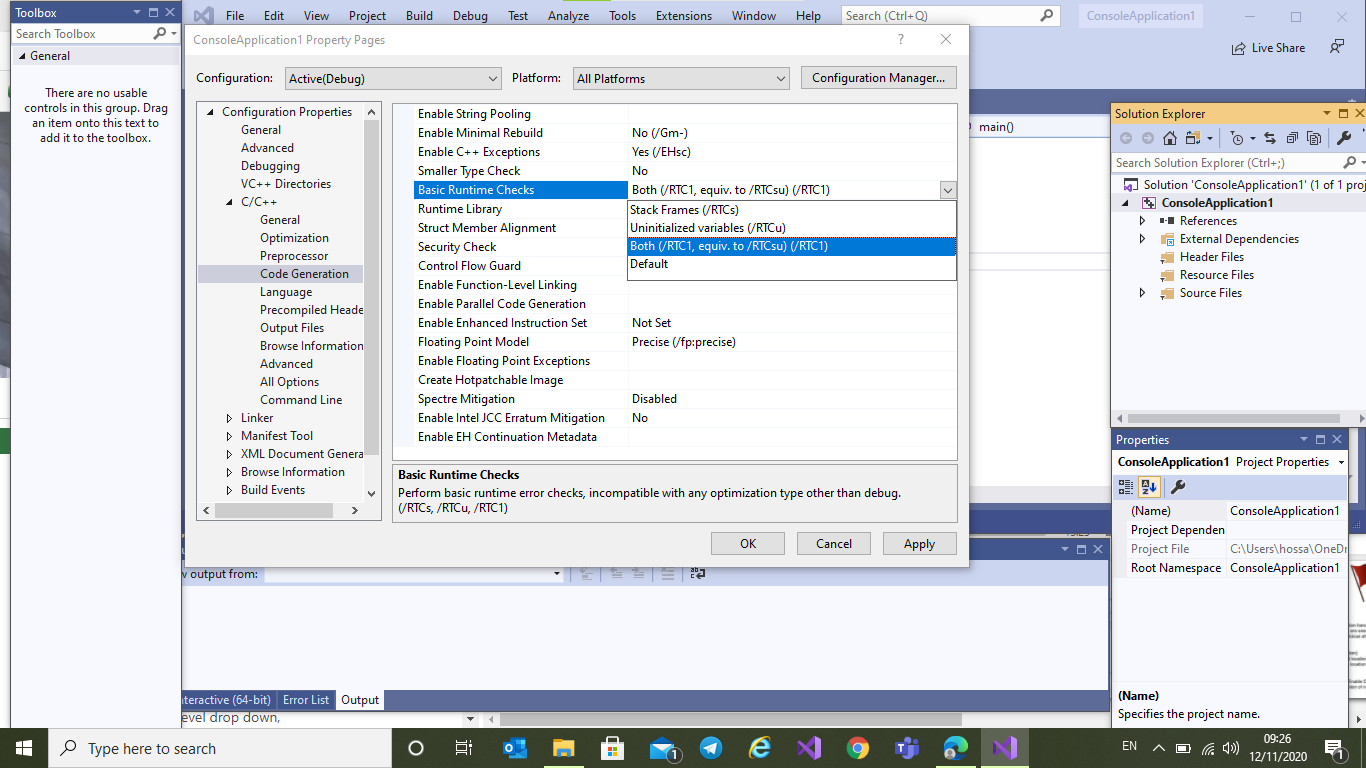 Toolbox
Search Toolbox
General
There are no usable
controls in this group. Drag
an item onto this text to
add it to the toolbox.
File Edit View Project Build Debug Test Analyze Tools Extensions Window Help
Search (Ctrl+Q)
ConsoleApplication1
Live Share
ConsoleApplication1 Property Pages
?
Configuration: Active(Debug) Platform: All Platforms Configuration Manager...
Configuration Properties
General
Advanced
Debugging
VC++ Directories
C/C++
General
Optimization
Preprocessor
Code Generation
Language
Precompiled Heade
Output Files
Browse Information
Advanced
All Options
Command Line
Linker
Manifest Tool
XML Document Genera
Browse Information
Build Events
Enable String Pooling
Enable Minimal Rebuild No (/Gm-)
Enable C++ Exceptions Yes (/EHsc)
Smaller Type Check No
Basic Runtime Checks Both (/RTC1, equiv. to /RTCsu) (/RTC1)
Runtime Library
Struct Member Alignment
Security Check
Control Flow Guard
Enable Function-Level Linking
Enable Parallel Code Generation
Enable Enhanced Instruction Set Not Set
Floating Point Model Precise (/fp:precise)
Enable Floating Point Exceptions
Create Hotpatchable Image
Spectre Mitigation Disabled
Enable Intel JCC Erratum Mitigation No
Enable EH Continuation Metadata
Stack Frames (/RTCs)
Uninitialized variables (/RTCu)
Both (/RTC1, equiv. to /RTCsu) (/RTC1)
Default
Basic Runtime Checks
Perform basic runtime error checks, incompatible with any optimization type other than debug.
(/RTCs, /RTCu, /RTC1)
OK Cancel Apply
main()
Solution Explorer
Search Solution Explorer (Ctrl+;)
Solution 'ConsoleApplication1' (1 of 1 proj
ConsoleApplication1
References
External Dependencies
Header Files
Resource Files
Source Files
Properties
ConsoleApplication1 Project Properties
(Name) ConsoleApplication1
Project Dependen
Project File C:\Users\hossa\OneDr
Root Namespace ConsoleApplication1
(Name)
Specifies the project name.
w output from:
nteractive (64-bit) Error List Output
evel drop down,
Type here to search
1
EN
09:26
12/11/2020
1